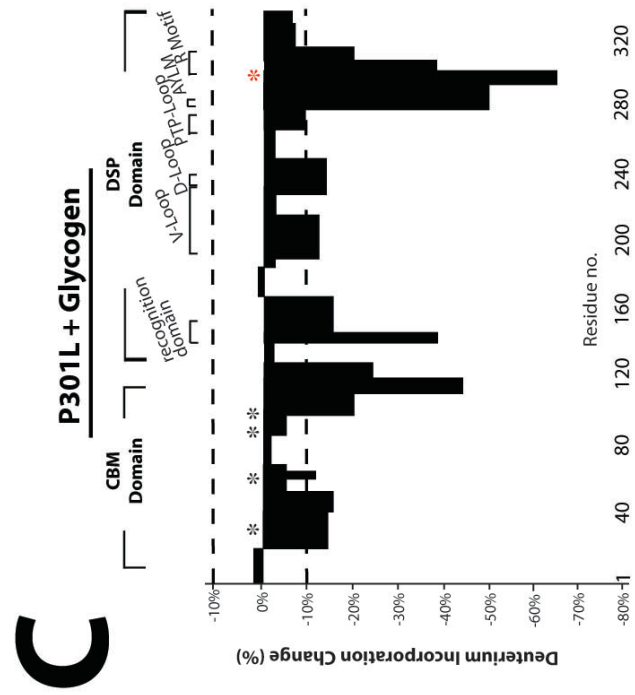 C
P301L + Glycogen
CBM
Domain
DSP
Domain
recognition
domain
V-Loop
D-Loop
PTP-Loop
AYLM
R Motif
*
*
*
*
*
-10%
0%
-10%
-20%
-30%
-40%
-50%
-60%
-70%
-80%
Deuterium Incorporation Change (%)
1
40
80
120
160
200
240
280
320
Residue no.